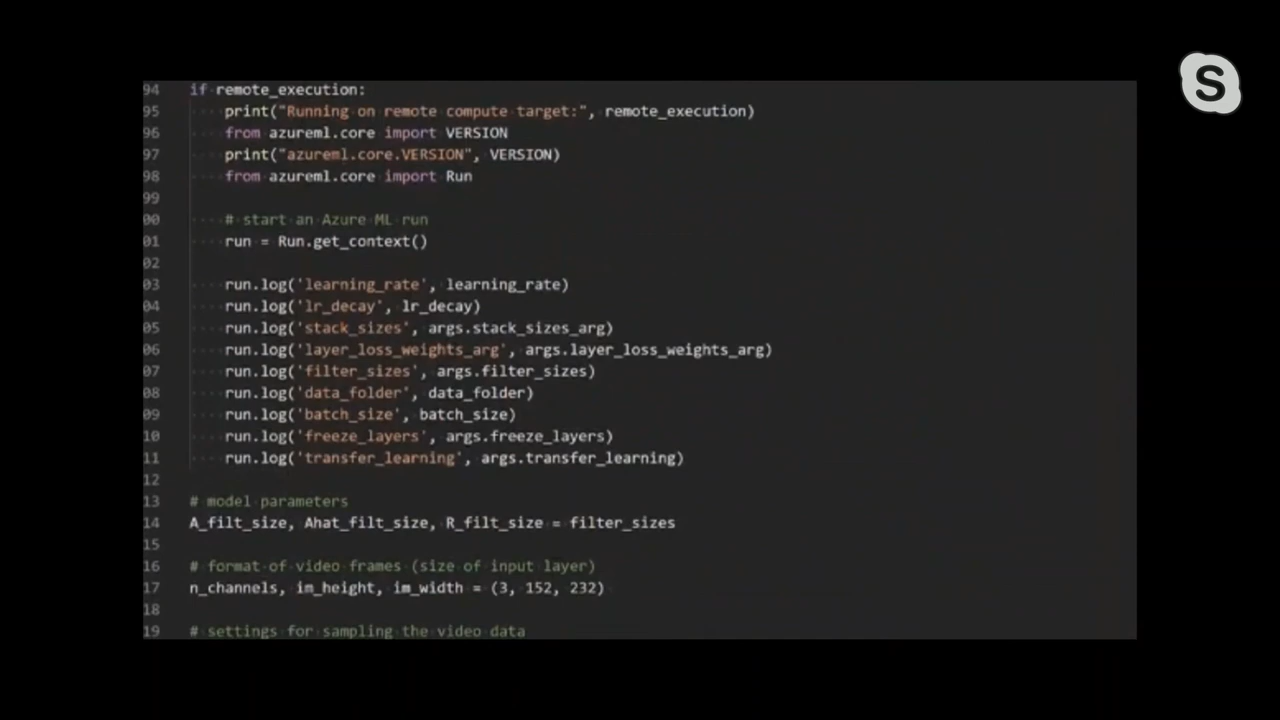 94 if remote_execution:
95 print("Running on remote compute target:", remote_execution)
96 from azureml.core import VERSION
97 print("azureml.core.VERSION", VERSION)
98 from azureml.core import Run
99
00 # start an Azure ML run
01 run = Run.get_context()
02
03 run.log('learning_rate', learning_rate)
04 run.log('lr_decay', lr_decay)
05 run.log('stack_sizes', args.stack_sizes_arg)
06 run.log('layer_loss_weights_arg', args.layer_loss_weights_arg)
07 run.log('filter_sizes', args.filter_sizes)
08 run.log('data_folder', data_folder)
09 run.log('batch_size', batch_size)
10 run.log('freeze_layers', args.freeze_layers)
11 run.log('transfer_learning', args.transfer_learning)
12
13 # model parameters
14 A_filt_size, Ahat_filt_size, R_filt_size = filter_sizes
15
16 # format of video frames (size of input layer)
17 n_channels, im_height, im_width = (3, 152, 232)
18
19 # settings for sampling the video data
S